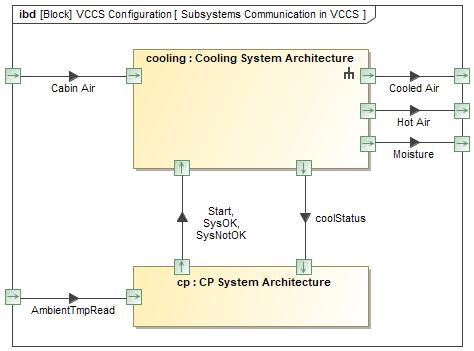 ibd [Block] VCCS Configuration [ Subsystems Communication in VCCS ]
cooling : Cooling System Architecture
Cabin Air
Cooled Air
Hot Air
Moisture
Start,
SysOK,
SysNotOK
coolStatus
cp : CP System Architecture
AmbientTmpRead